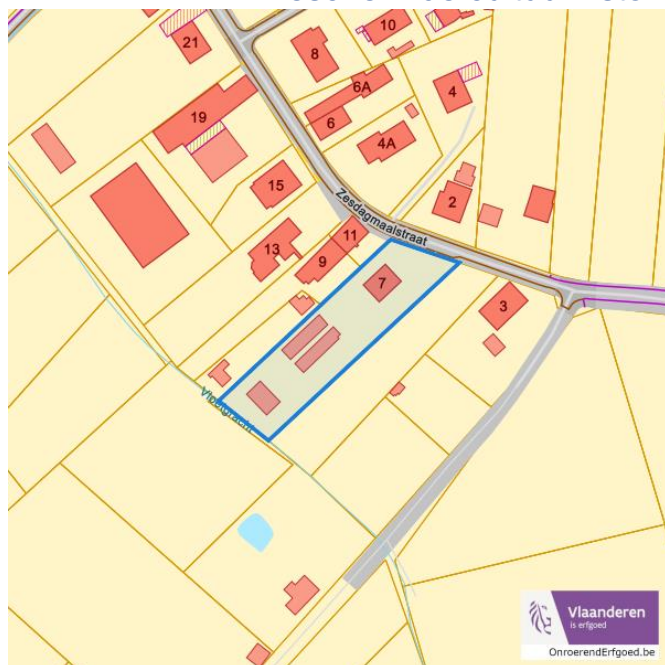 21
10
8
6A
4
19
6
4A
15
2
Zesdagmaalstraat
11
13
9
7
3
Vlaanderen
is erfgoed
OnroerendErfgoed.be